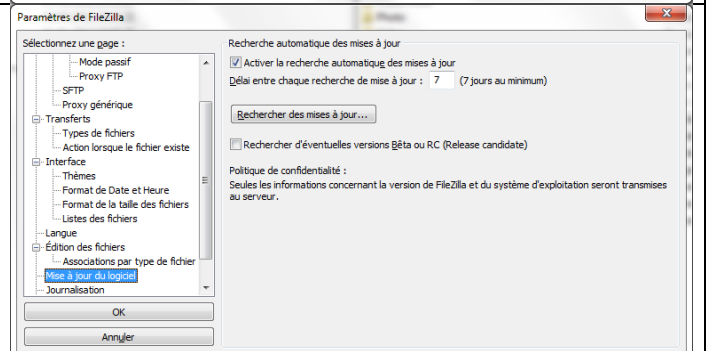 Photo
Paramètres de FileZilla
Sélectionnez une page :
Mode passif
Proxy FTP
SFTP
Proxy générique
Transferts
Types de fichiers
Action lorsque le fichier existe
Interface
Thèmes
Format de Date et Heure
Format de la taille des fichiers
Listes des fichiers
Langue
Édition des fichiers
Associations par type de fichier
Mise à jour du logiciel
Journalisation
OK
Annuler
Recherche automatique des mises à jour
Activer la recherche automatique des mises à jour
Délai entre chaque recherche de mise à jour : 7 (7 jours au minimum)
Rechercher des mises à jour...
Rechercher d'éventuelles versions Bêta ou RC (Release candidate)
Politique de confidentialité :
Seules les informations concernant la version de FileZilla et du système d'exploitation seront transmises
au serveur.